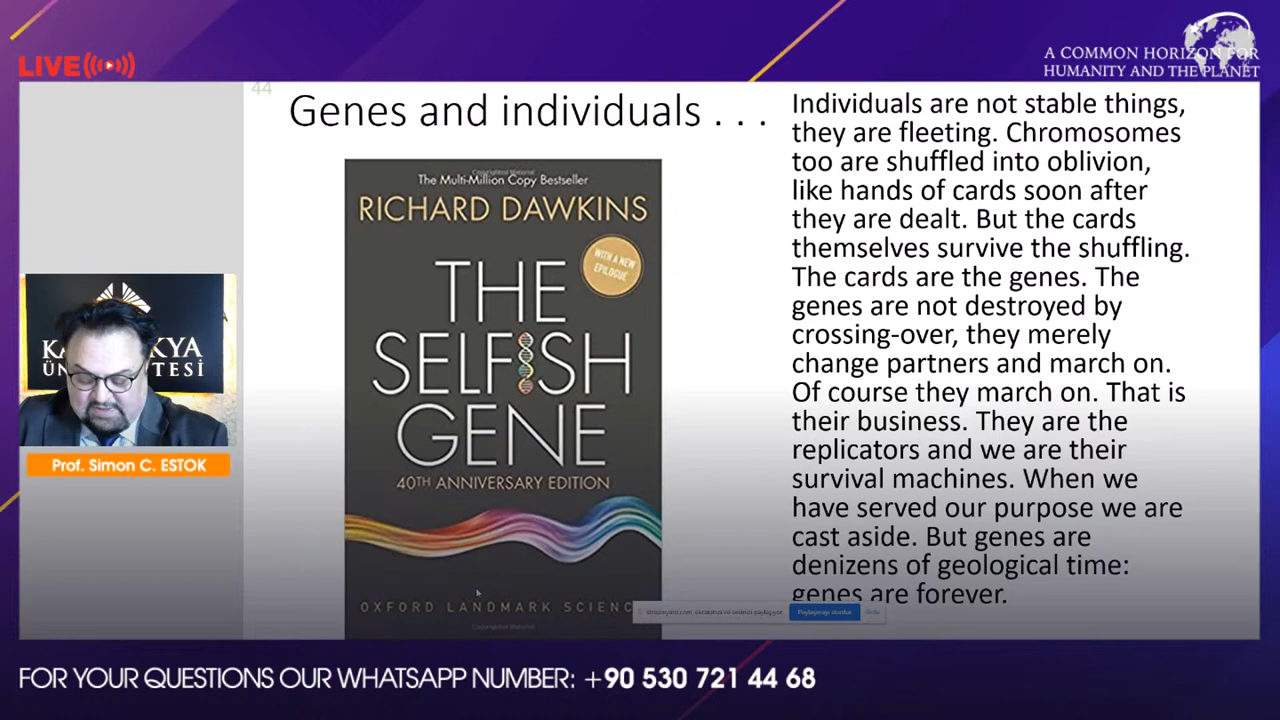 LIVE
A COMMON HORIZON FOR
HUMANITY AND THE PLANET
44
Genes and individuals . . .
The Multi-Million Copy Bestseller
RICHARD DAWKINS
WITH A NEW
EPILOGUE
THE
SELFISH
GENE
40TH ANNIVERSARY EDITION
OXFORD LANDMARK SCIENC
Individuals are not stable things,
they are fleeting. Chromosomes
too are shuffled into oblivion,
like hands of cards soon after
they are dealt. But the cards
themselves survive the shuffling.
The cards are the genes. The
genes are not destroyed by
crossing-over, they merely
change partners and march on.
Of course they march on. That is
their business. They are the
replicators and we are their
survival machines. When we
have served our purpose we are
cast aside. But genes are
denizens of geological time:
genes are forever.
Paylaşmayı durdur
Prof. Simon C. ESTOK
FOR YOUR QUESTIONS OUR WHATSAPP NUMBER: +90 530 721 44 68